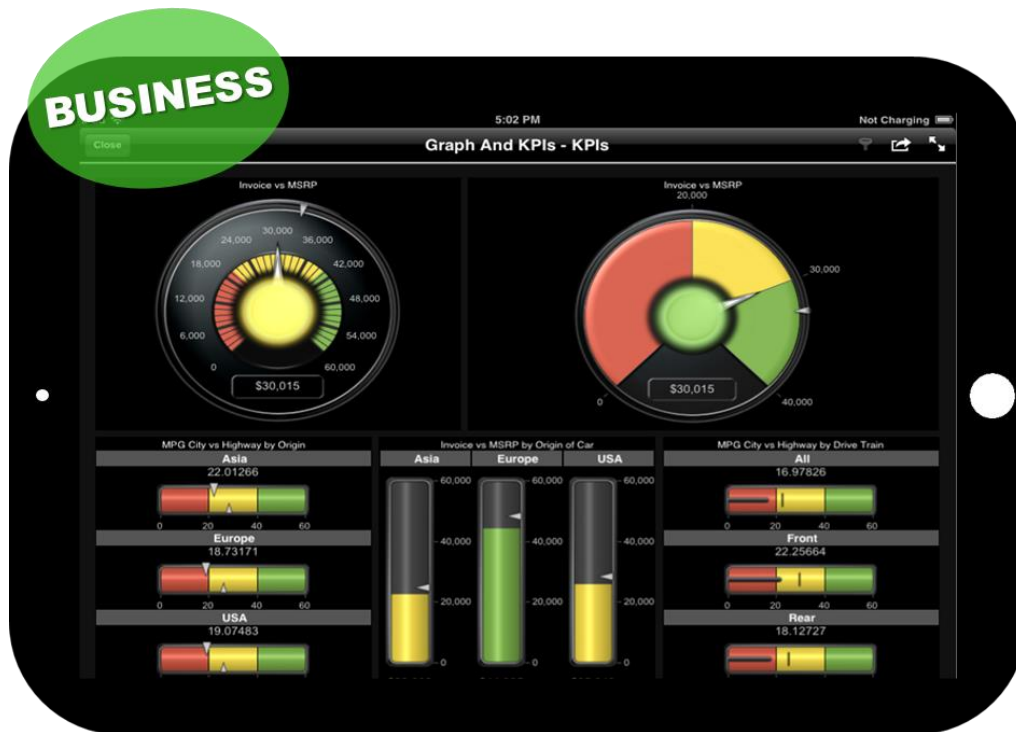 BUSINESS
5:02 PM
Not Charging
Close
Graph And KPIs - KPIs
Invoice vs MSRP
0
6,000
12,000
18,000
24,000
30,000
36,000
42,000
48,000
54,000
60,000
$30,015
Invoice vs MSRP
20,000
30,000
0
40,000
$30,015
MPG City vs Highway by Origin
Asia
22.01266
0 20 40 60
Europe
18.73171
0 20 40 60
USA
19.07483
Invoice vs MSRP by Origin of Car
Asia Europe USA
60,000 60,000 60,000
40,000 40,000 40,000
20,000 20,000 20,000
0 0 0
MPG City vs Highway by Drive Train
All
16.97826
0 20 40 60
Front
22.25664
0 20 40 60
Rear
18.12727